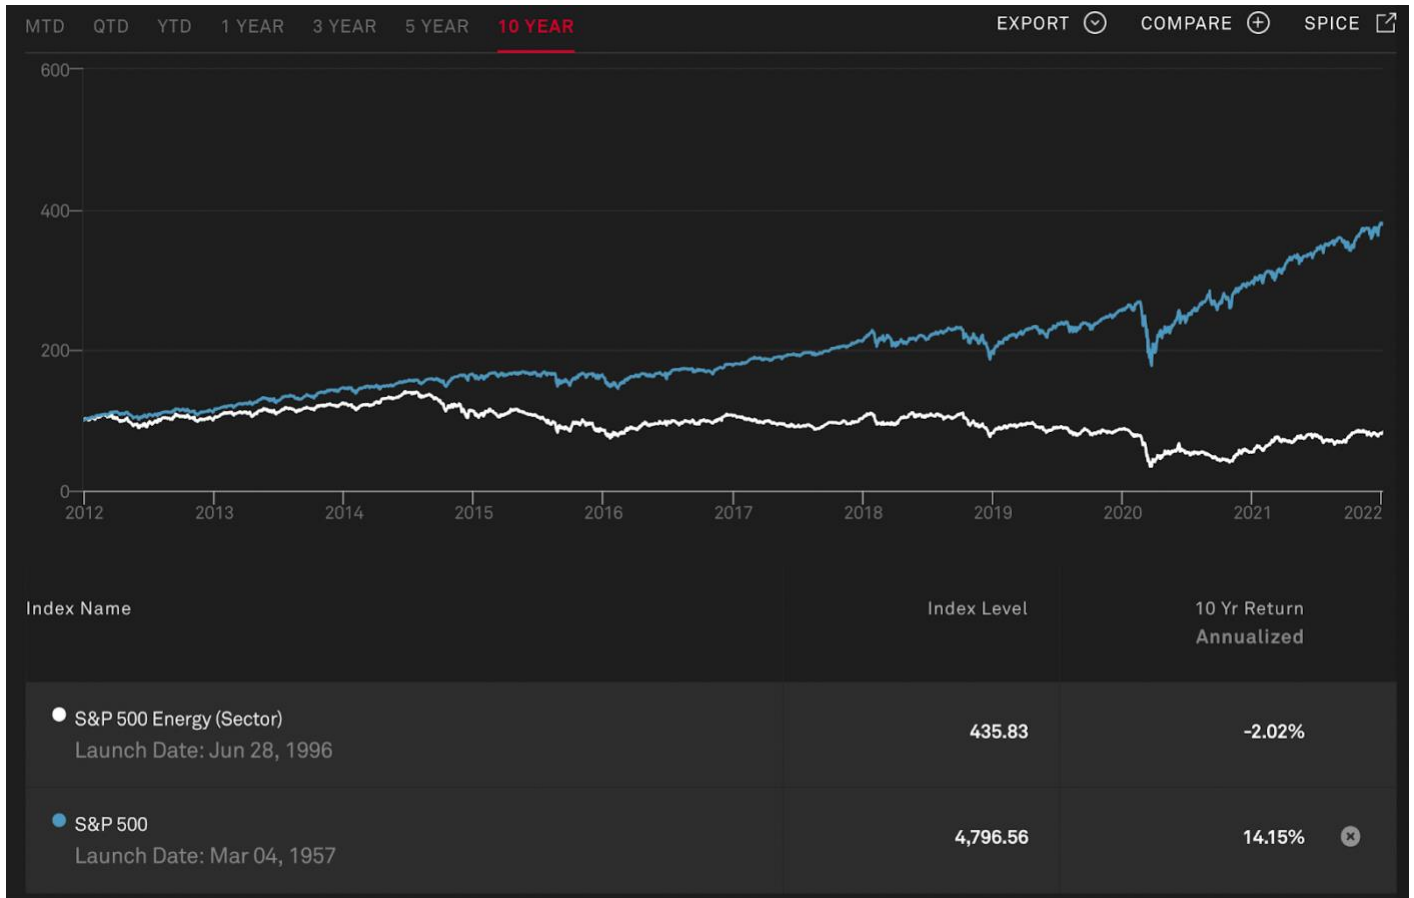 MTD QTD YTD 1 YEAR 3 YEAR 5 YEAR 10 YEAR EXPORT COMPARE SPICE
600
400
200
0
2012 2013 2014 2015 2016 2017 2018 2019 2020 2021 2022
Index Name Index Level 10 Yr Return
Annualized
S&P 500 Energy (Sector) 435.83 -2.02%
Launch Date: Jun 28, 1996
S&P 500 4,796.56 14.15%
Launch Date: Mar 04, 1957